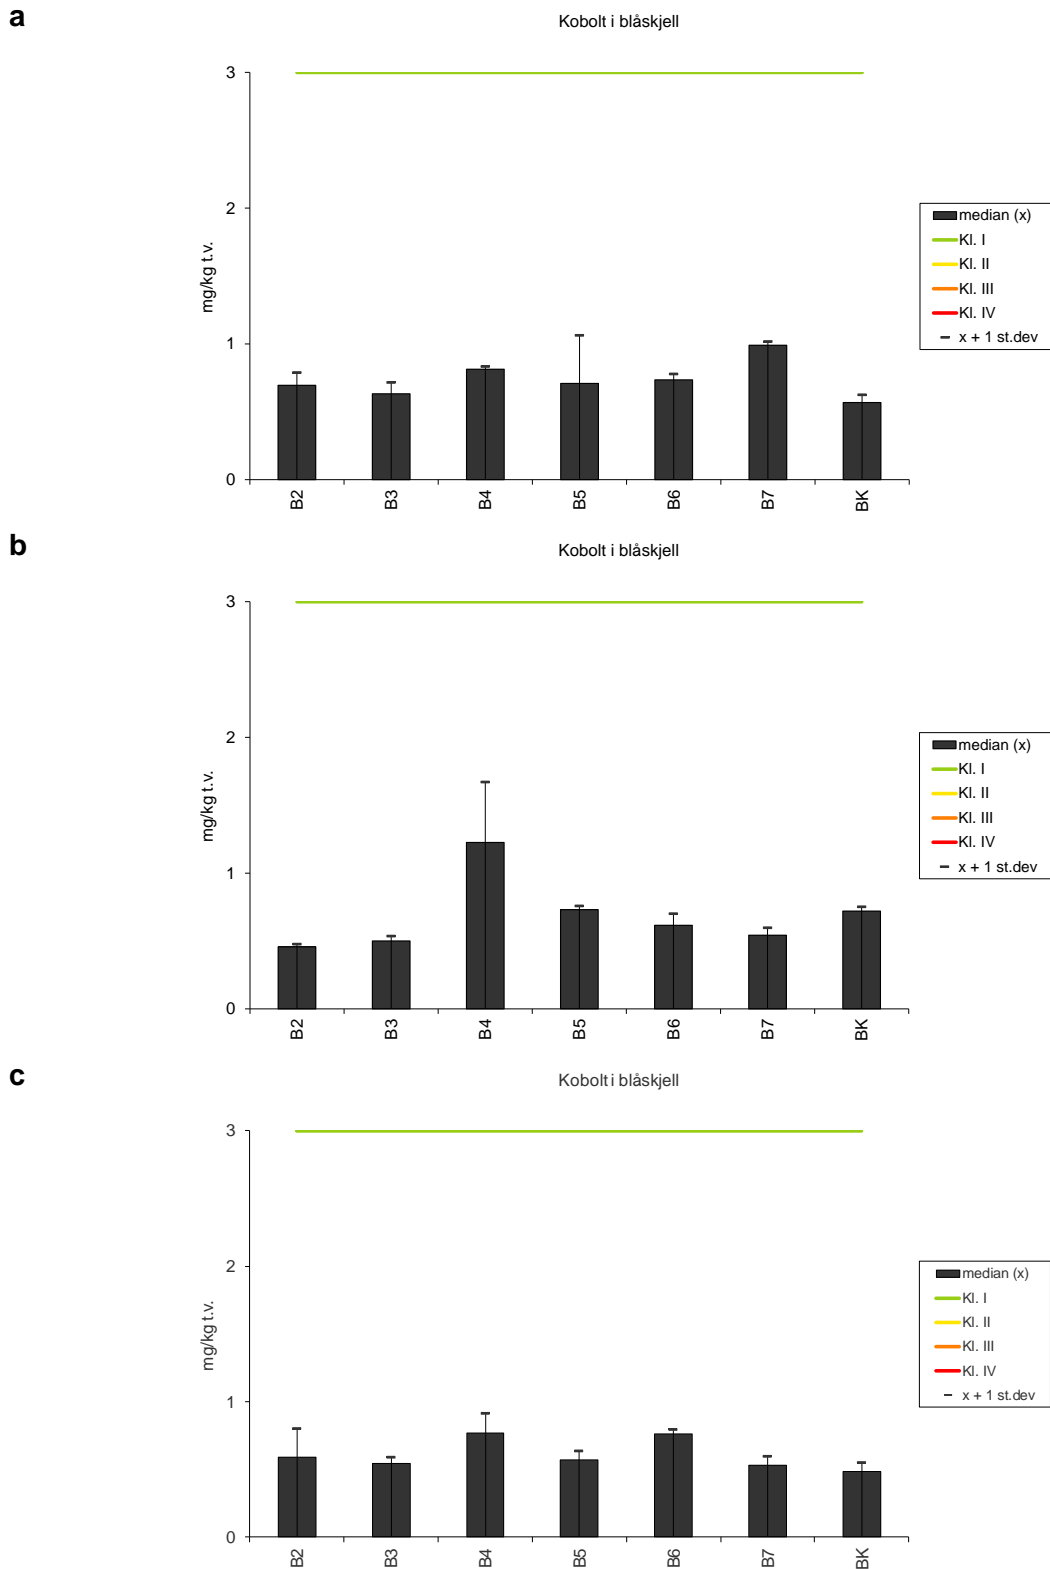 a
Kobolt i blåskjell
3
2
1
0
mg/kg t.v.
B2 B3 B4 B5 B6 B7 BK
median (x)
Kl. I
Kl. II
Kl. III
Kl. IV
x + 1 st.dev
b
Kobolt i blåskjell
3
2
1
0
mg/kg t.v.
B2 B3 B4 B5 B6 B7 BK
median (x)
Kl. I
Kl. II
Kl. III
Kl. IV
x + 1 st.dev
c
Kobolt i blåskjell
3
2
1
0
mg/kg t.v.
B2 B3 B4 B5 B6 B7 BK
median (x)
Kl. I
Kl. II
Kl. III
Kl. IV
x + 1 st.dev